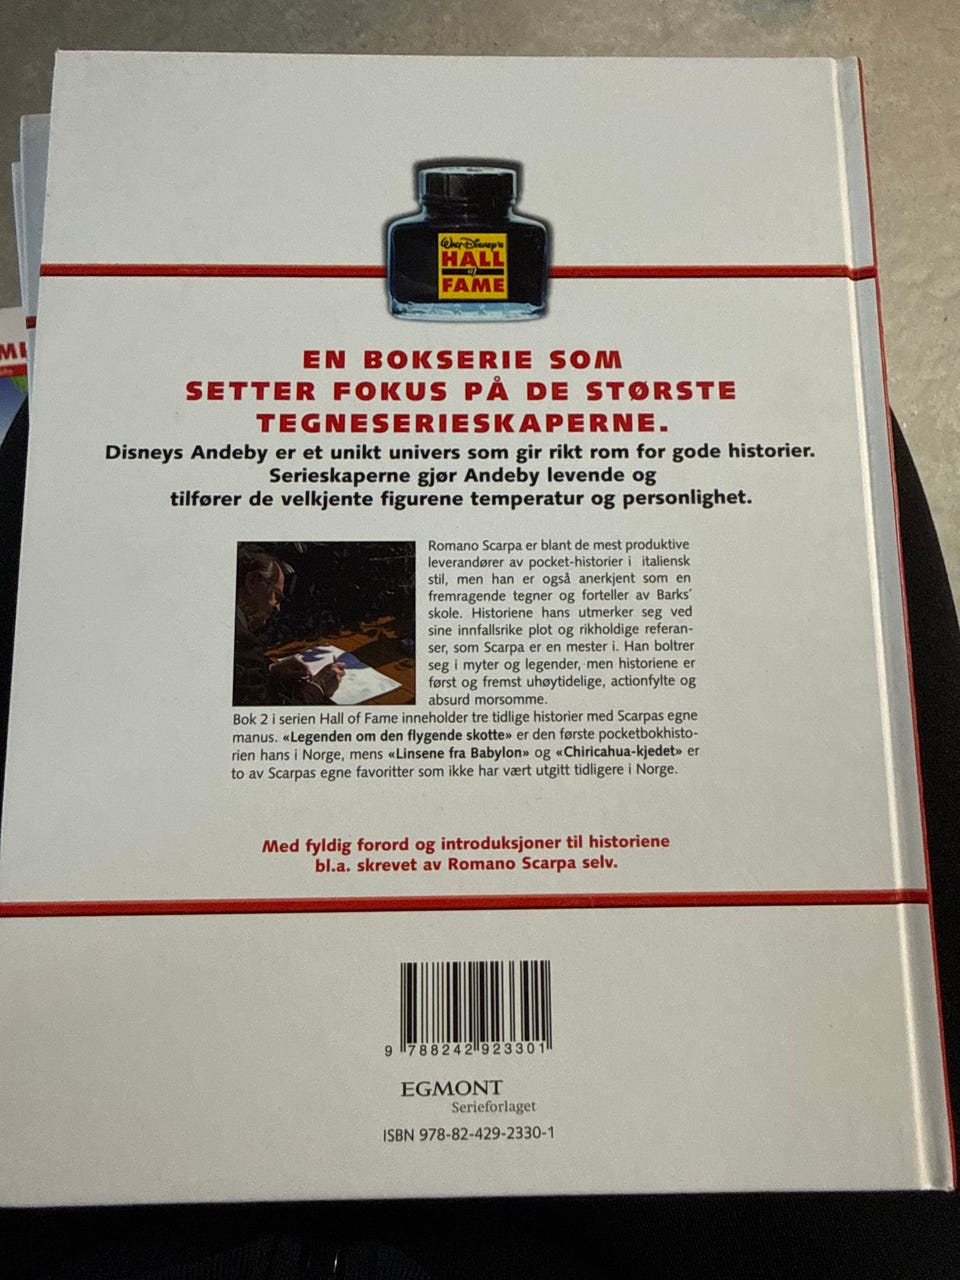 Walt Disney's
HALL
of
FAME
EN BOKSERIE SOM
SETTER FOKUS PÅ DE STØRSTE
TEGNESERIESKAPERNE.
Disneys Andeby er et unikt univers som gir rikt rom for gode historier.
Serieskaperne gjør Andeby levende og
tilfører de velkjente figurene temperatur og personlighet.
Romano Scarpa er blant de mest produktive
leverandører av pocket-historier i italiensk
stil, men han er også anerkjent som en
fremragende tegner og forteller av Barks´
skole. Historiene hans utmerker seg ved
sine innfallsrike plot og rikholdige referan-
ser, som Scarpa er en mester i. Han boltrer
seg i myter og legender, men historiene er
først og fremst uhøytidelige, actionfylte og
absurd morsomme.
Bok 2 i serien Hall of Fame inneholder tre tidlige historier med Scarpas egne
manus. «Legenden om den flygende skotte» er den første pocketbokhisto-
rien hans i Norge, mens «Linsene fra Babylon» og «Chiricahua-kjedet» er
to av Scarpas egne favoritter som ikke har vært utgitt tidligere i Norge.
Med fyldig forord og introduksjoner til historiene
bl.a. skrevet av Romano Scarpa selv.
9 788242 923301
EGMONT
Serieforlaget
ISBN 978-82-429-2330-1